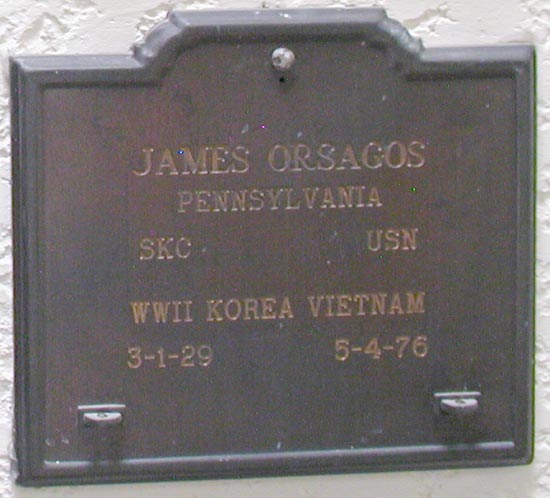 JAMES ORSAGOS
PENNSYLVANIA
SKC USN
WWII KOREA VIETNAM
3-1-29 5-4-76